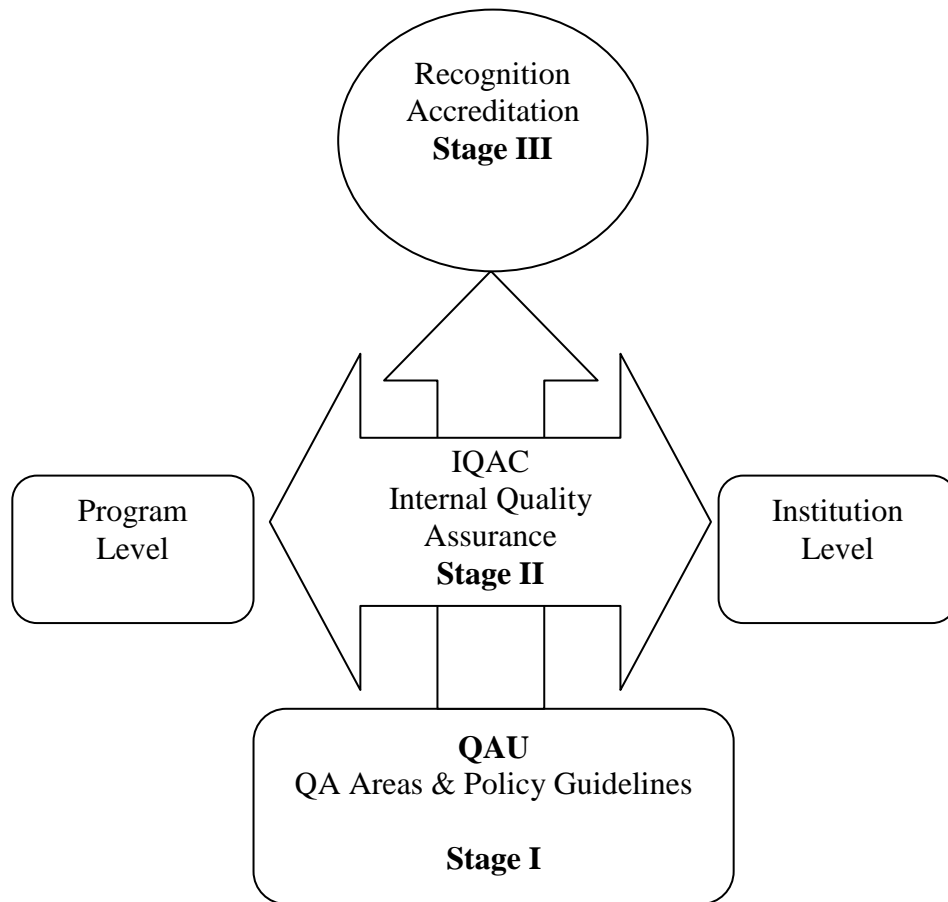 Recognition
Accreditation
Stage III
IQAC
Internal Quality
Assurance
Stage II
Program
Level
Institution
Level
QAU
QA Areas & Policy Guidelines
Stage I